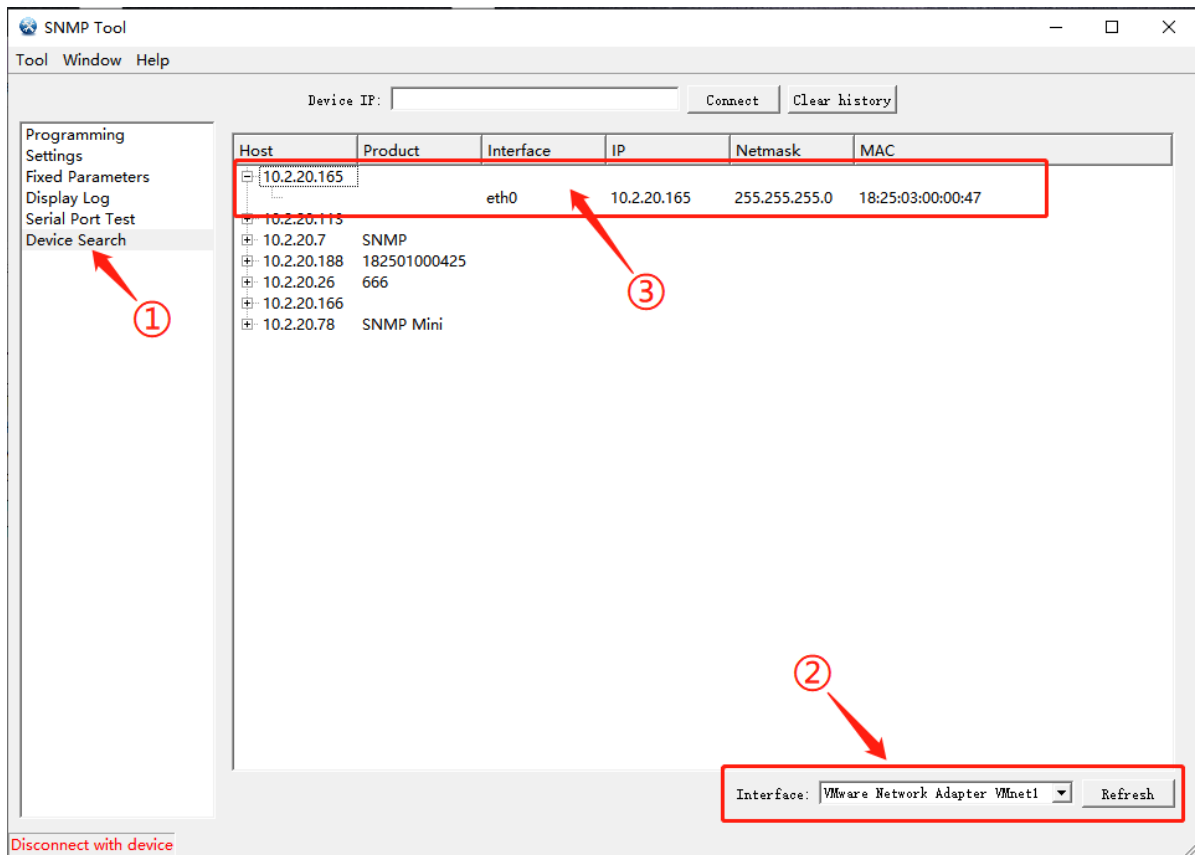 SNMP Tool
Tool Window Help
Device IP: Connect Clear history
Programming
Settings
Fixed Parameters
Display Log
Serial Port Test
Device Search
①
Host Product Interface IP Netmask MAC
10.2.20.165
eth0 10.2.20.165 255.255.255.0 18:25:03:00:00:47
10.2.20.113
10.2.20.7 SNMP
10.2.20.188 182501000425
10.2.20.26 666
10.2.20.166
10.2.20.78 SNMP Mini
③
②
Interface: VMware Network Adapter VMnet1 Refresh
Disconnect with device